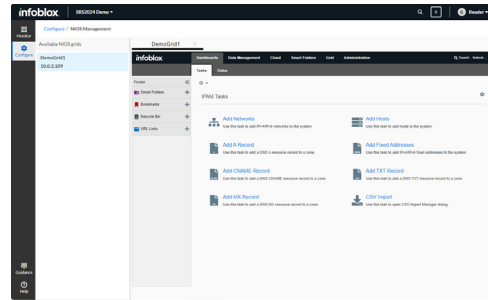 infoblox SRS2024 Demo Reader
Monitor
Configure / NIOS Management
Configure
Available NIOS grids
DemoGrid1
DemoGrid1
10.0.3.109
infoblox
Dashboards Data Management Cloud Smart Folders Grid Administration Search
Tasks Status
Finder
Smart Folders
Bookmarks
Recycle Bin
URL Links
IPAM Tasks
Add Networks
Use this task to add IPv4/IPv6 networks to the system.
Add Hosts
Use this task to add hosts to the system.
Add A Record
Use this task to add a DNS A resource record to a zone.
Add Fixed Addresses
Use this task to add IPv4/IPv6 fixed addresses to the system.
Add CNAME Record
Use this task to add a DNS CNAME resource record to a zone.
Add TXT Record
Use this task to add a DNS TXT resource record to a zone.
Add MX Record
Use this task to add a DNS MX resource record to a zone.
CSV Import
Use this task to open CSV Import Manager dialog.
Guidance
Help